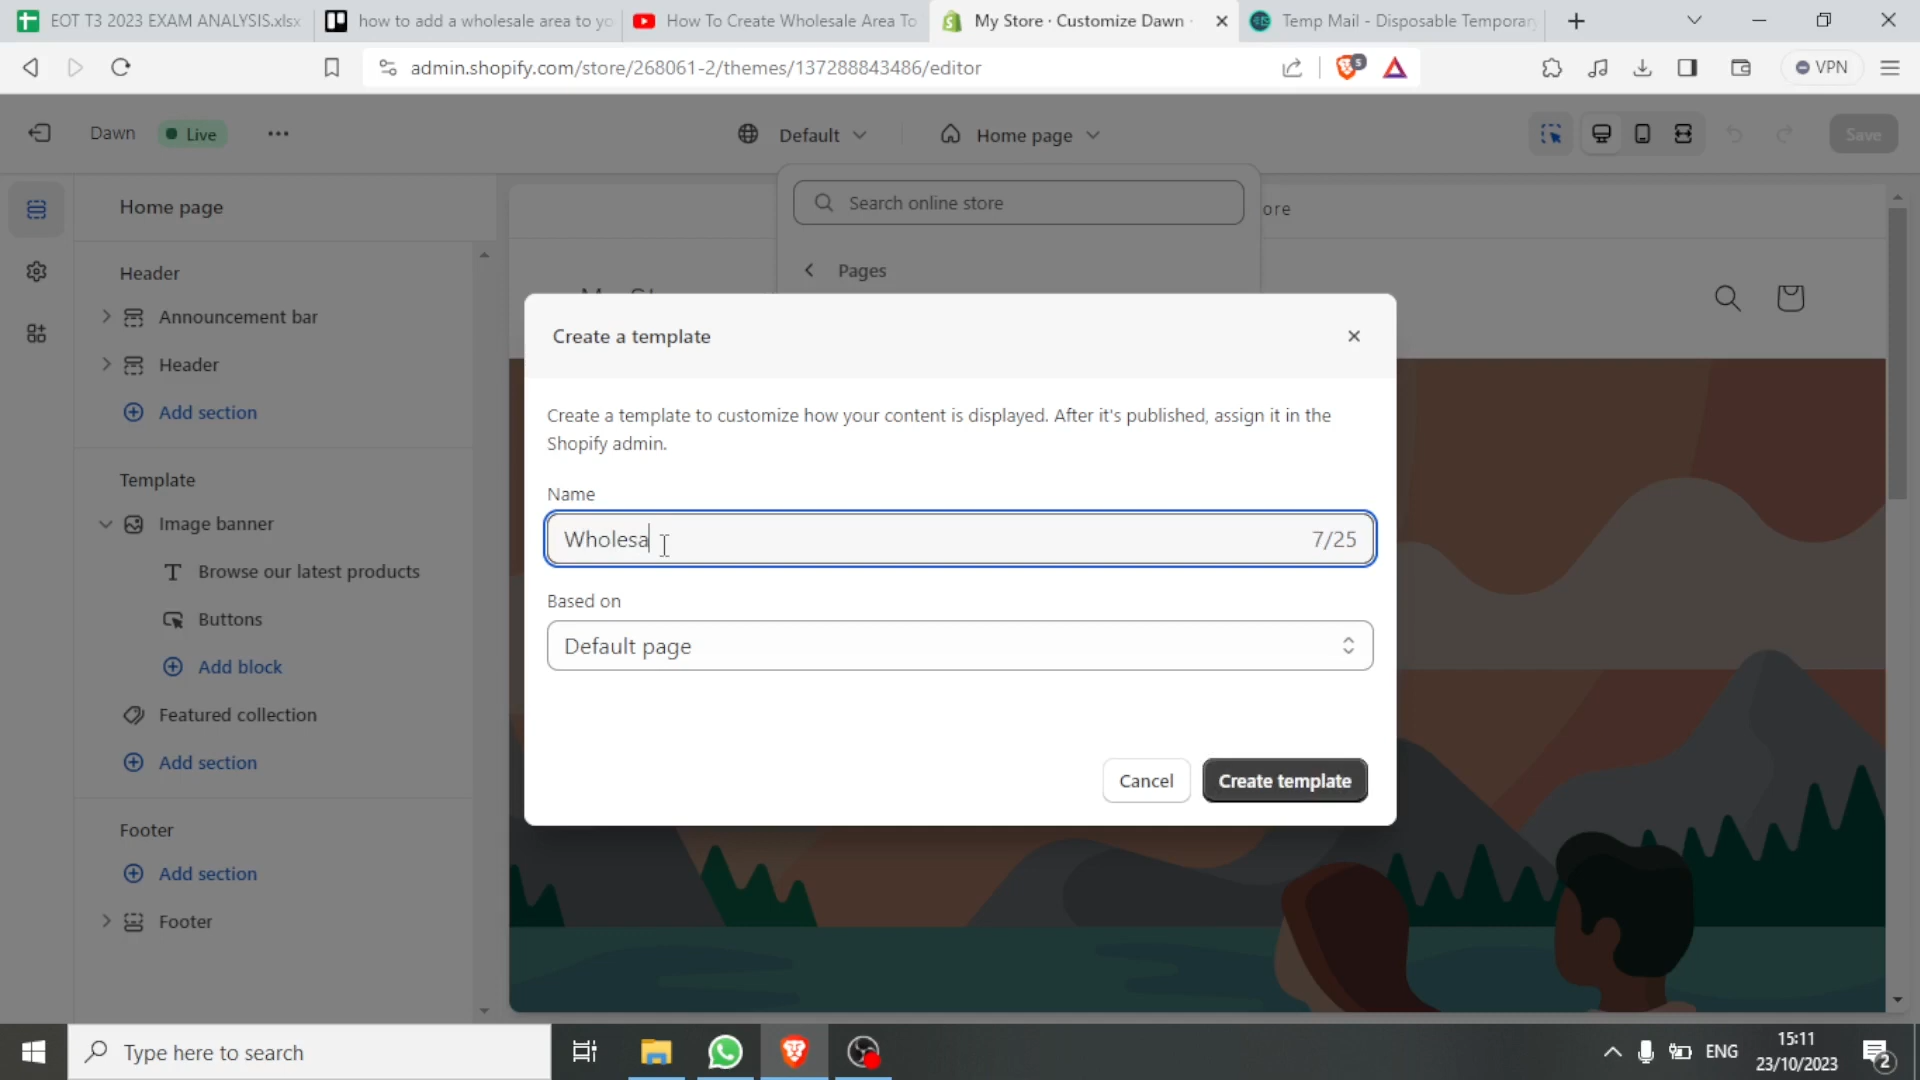 EOT T3 2023 EXAM ANALYSIS.xlsx
how to add a wholesale area to yo
How To Create Wholesale Area To
My Store · Customize Dawn ·
Temp Mail - Disposable Temporary
admin.shopify.com/store/268061-2/themes/137288843486/editor
5
VPN
Dawn
Live
Default
Home page
Save
Home page
Search online store
ore
Header
Pages
Announcement bar
Header
Add section
Template
Image banner
Browse our latest products
Buttons
Add block
Featured collection
Add section
Footer
Add section
Footer
Create a template
Create a template to customize how your content is displayed. After it's published, assign it in the
Shopify admin.
Name
Wholesa
7/25
Based on
Default page
Cancel
Create template
Type here to search
ENG
15:11
23/10/2023
2